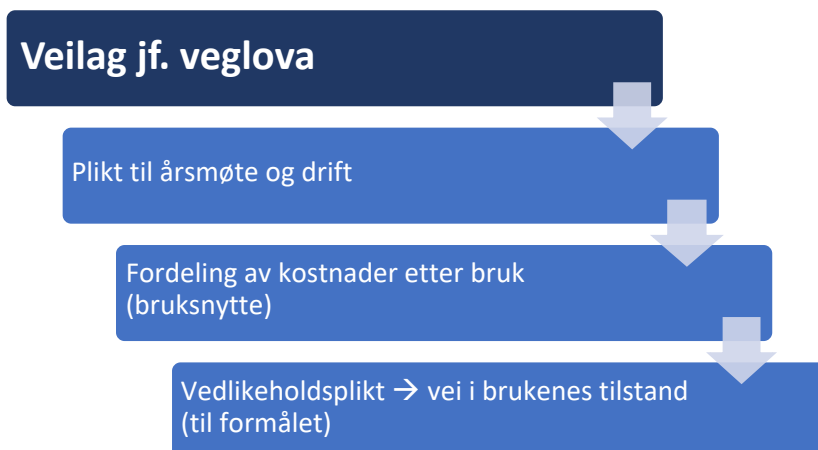 Veilag jf. veglova
Plikt til årsmøte og drift
Fordeling av kostnader etter bruk
(bruksnytte)
Vedlikeholdsplikt → vei i brukenes tilstand
(til formålet)